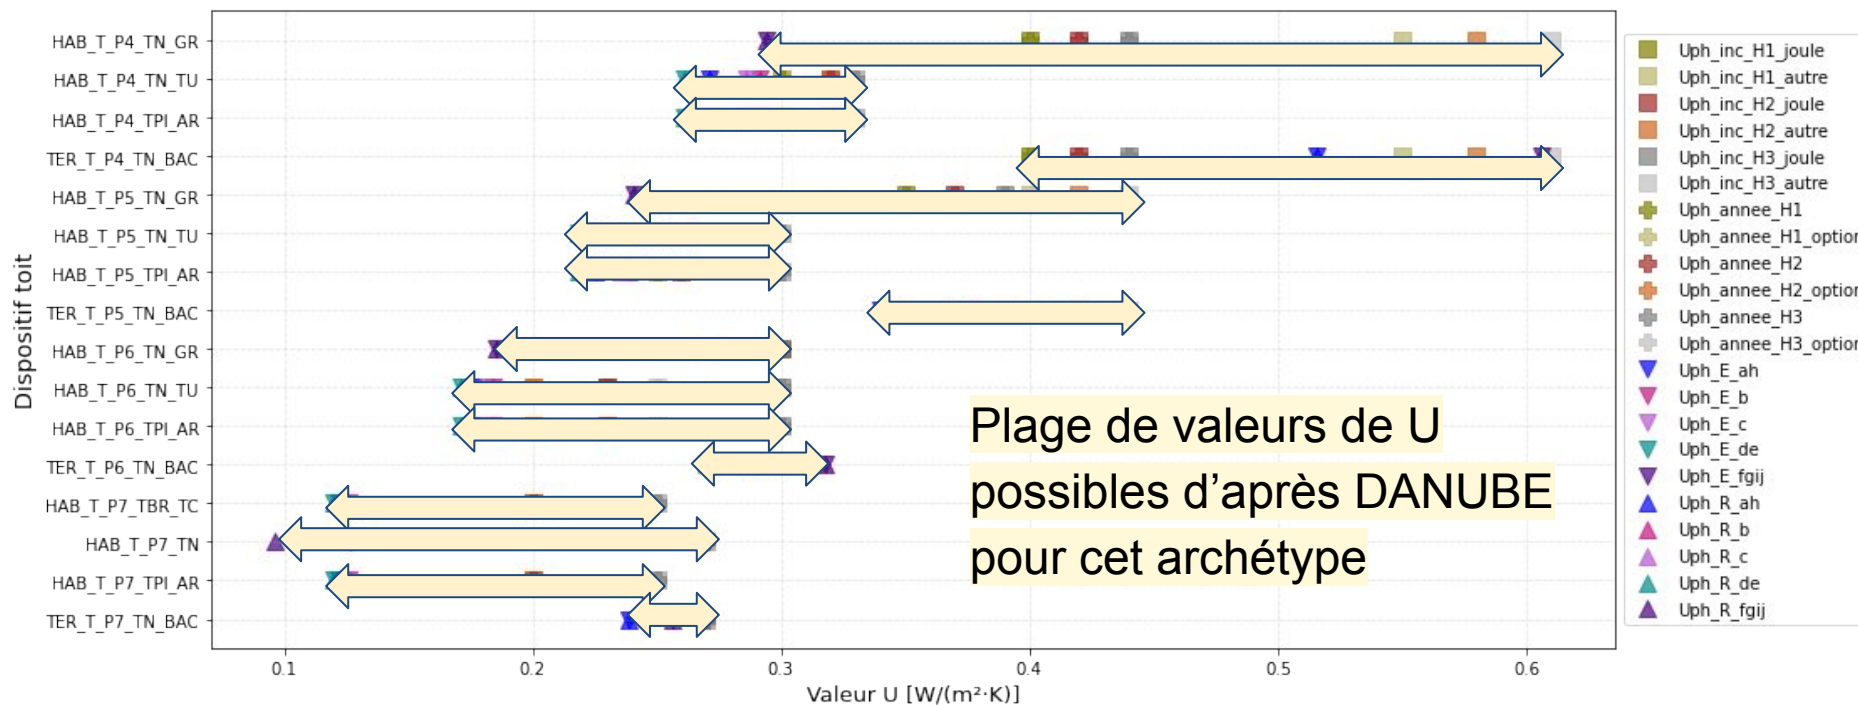 Dispositif toit
HAB_T_P4_TN_GR
HAB_T_P4_TN_TU
HAB_T_P4_TPI_AR
TER_T_P4_TN_BAC
HAB_T_P5_TN_GR
HAB_T_P5_TN_TU
HAB_T_P5_TPI_AR
TER_T_P5_TN_BAC
HAB_T_P6_TN_GR
HAB_T_P6_TN_TU
HAB_T_P6_TPI_AR
TER_T_P6_TN_BAC
HAB_T_P7_TBR_TC
HAB_T_P7_TN
HAB_T_P7_TPI_AR
TER_T_P7_TN_BAC
0.1 0.2 0.3 0.4 0.5 0.6
Valeur U [W/(m²·K)]
Plage de valeurs de U
possibles d’après DANUBE
pour cet archétype
Uph_inc_H1_joule
Uph_inc_H1_autre
Uph_inc_H2_joule
Uph_inc_H2_autre
Uph_inc_H3_joule
Uph_inc_H3_autre
Uph_annee_H1
Uph_annee_H1_option
Uph_annee_H2
Uph_annee_H2_option
Uph_annee_H3
Uph_annee_H3_option
Uph_E_ah
Uph_E_b
Uph_E_c
Uph_E_de
Uph_E_fgij
Uph_R_ah
Uph_R_b
Uph_R_c
Uph_R_de
Uph_R_fgij